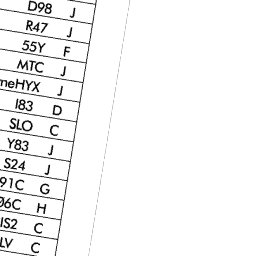 D98 J
R47 J
55Y F
MTC J
meHYX J
I83 D
SLO C
Y83 J
S24 J
91C G
06C H
IS2 C
LV C